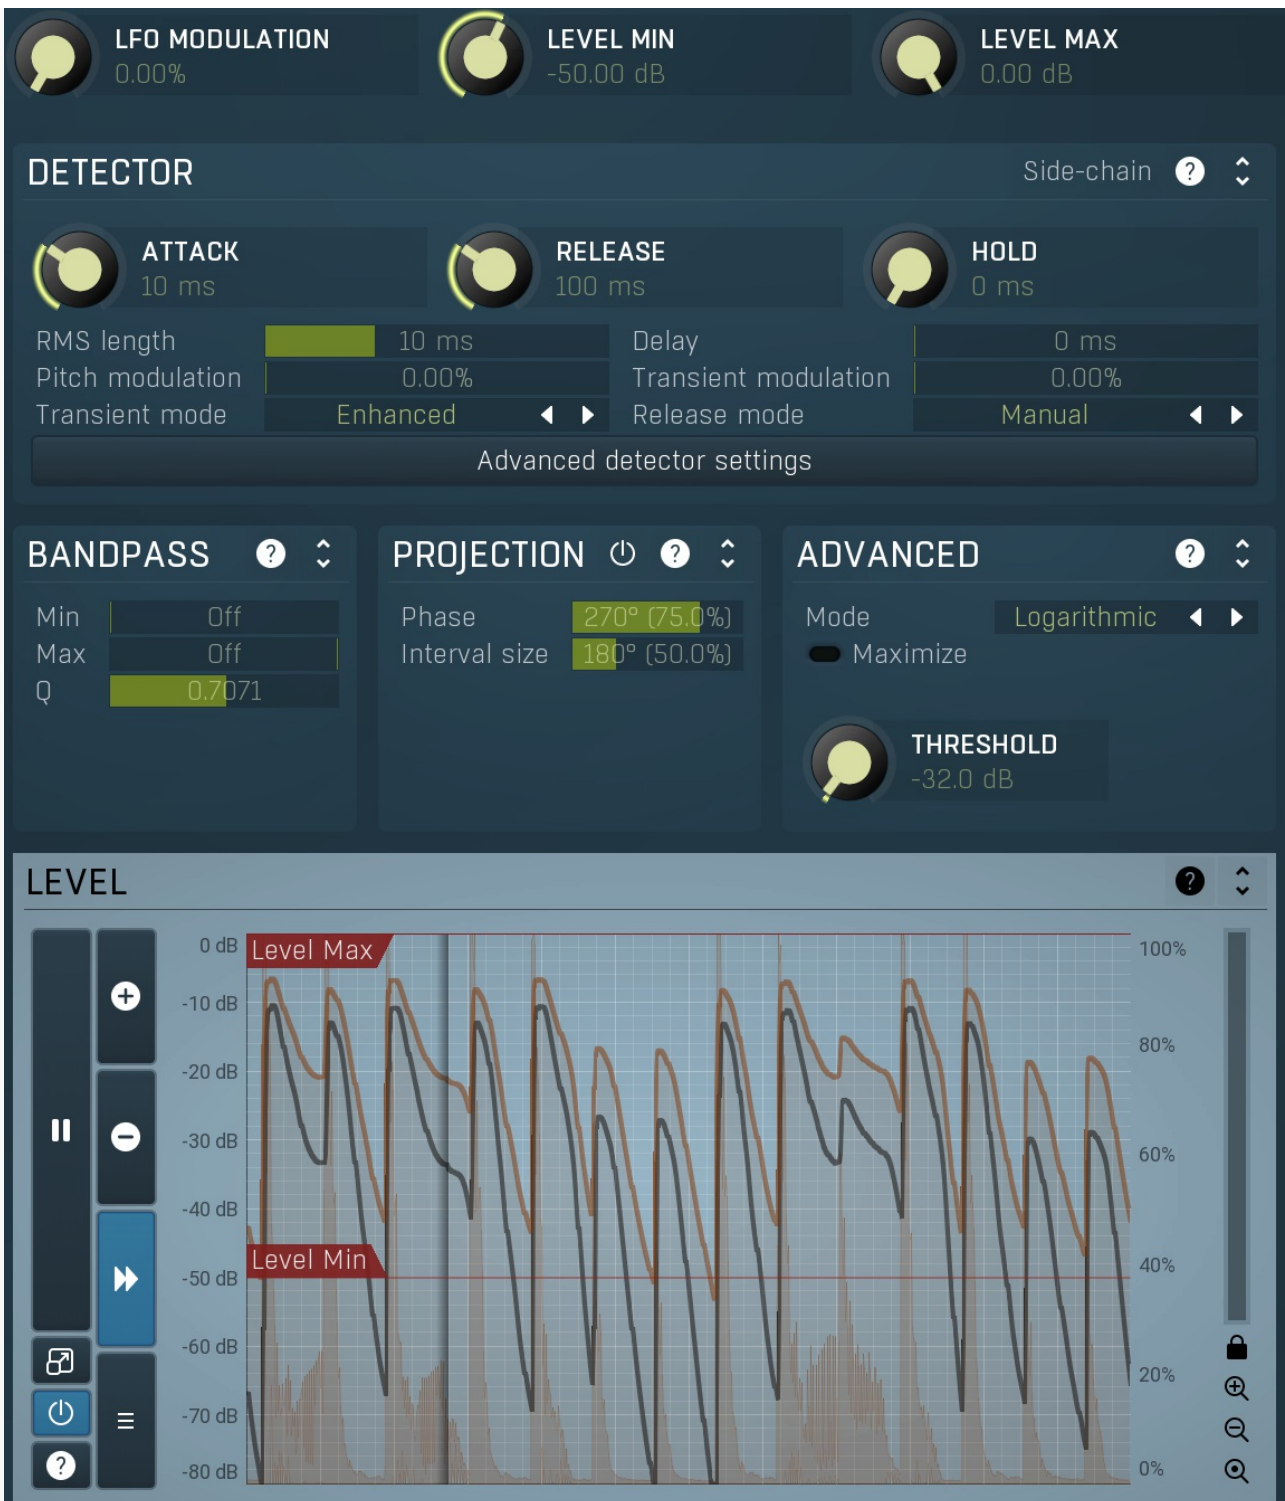 LFO MODULATION
0.00%
LEVEL MIN
-50.00 dB
LEVEL MAX
0.00 dB
DETECTOR
Side-chain
?
ATTACK
10 ms
RELEASE
100 ms
HOLD
0 ms
RMS length 10 ms
Delay 0 ms
Pitch modulation 0.00%
Transient modulation 0.00%
Transient mode Enhanced
Release mode Manual
Advanced detector settings
BANDPASS ?
Min Off
Max Off
Q 0.7071
PROJECTION ?
Phase 270° (75.0%)
Interval size 180° (50.0%)
ADVANCED ?
Mode Logarithmic
Maximize
THRESHOLD
-32.0 dB
LEVEL ?
0 dB
-10 dB
-20 dB
-30 dB
-40 dB
-50 dB
-60 dB
-70 dB
-80 dB
Level Max
Level Min
100%
80%
60%
40%
20%
0%
?